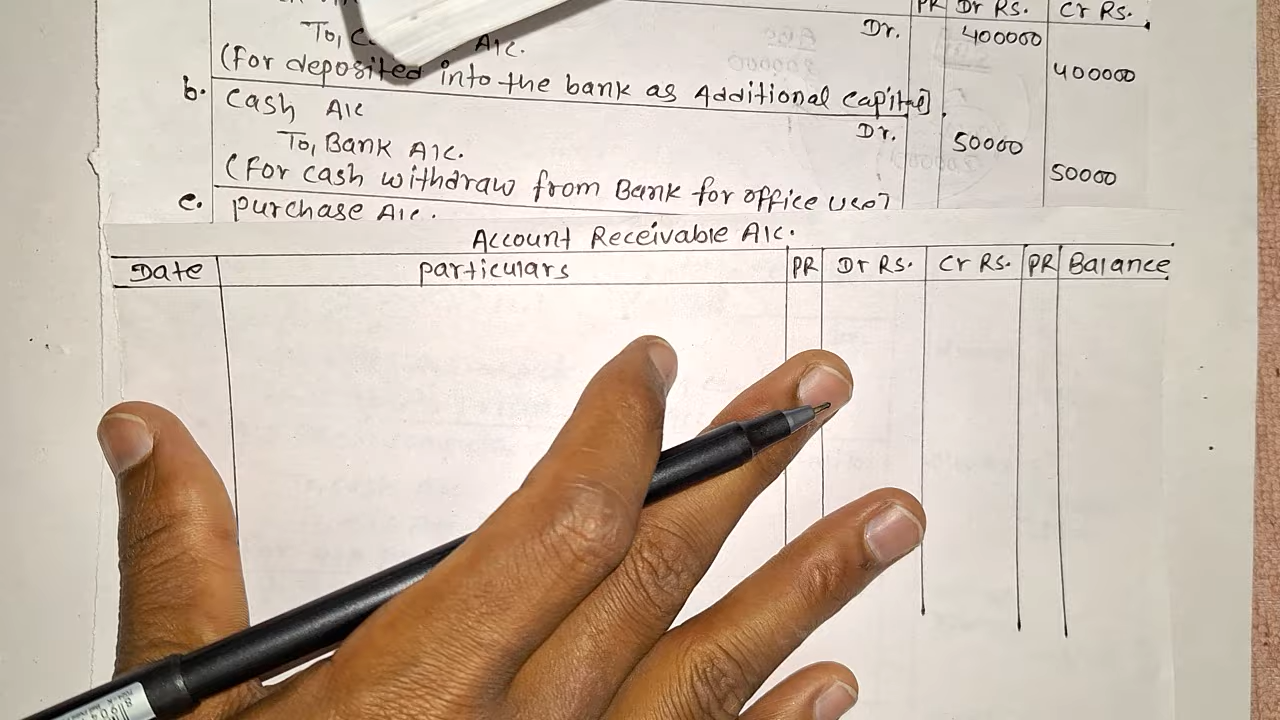 PR Dr Rs. Cr Rs.
Dr. 400000
To, A/c. 400000
(For deposited into the bank as Additional capital)
b. Cash A/c Dr. 50000
To, Bank A/c. 50000
(For cash withdraw from Bank for office use)
c. purchase A/c.
Account Receivable A/c.
Date particulars PR Dr Rs. Cr Rs. PR Balance